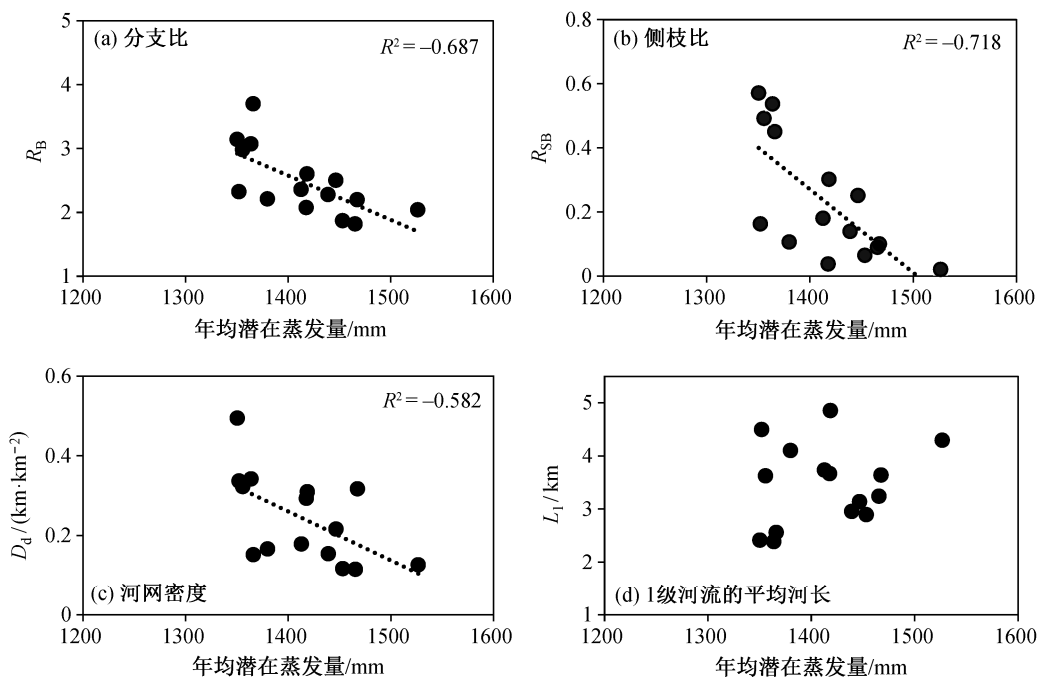 (a) 分支比
R² = –0.687
5
4
3
2
1
R_B
1200 1300 1400 1500 1600
年均潜在蒸发量/mm
(b) 侧枝比
R² = –0.718
0.8
0.6
0.4
0.2
0
R_SB
1200 1300 1400 1500 1600
年均潜在蒸发量/mm
(c) 河网密度
R² = –0.582
0.6
0.4
0.2
0
D_d / (km·km⁻²)
1200 1300 1400 1500 1600
年均潜在蒸发量/mm
(d) 1级河流的平均河长
5
4
3
2
1
L_1 / km
1200 1300 1400 1500 1600
年均潜在蒸发量/mm